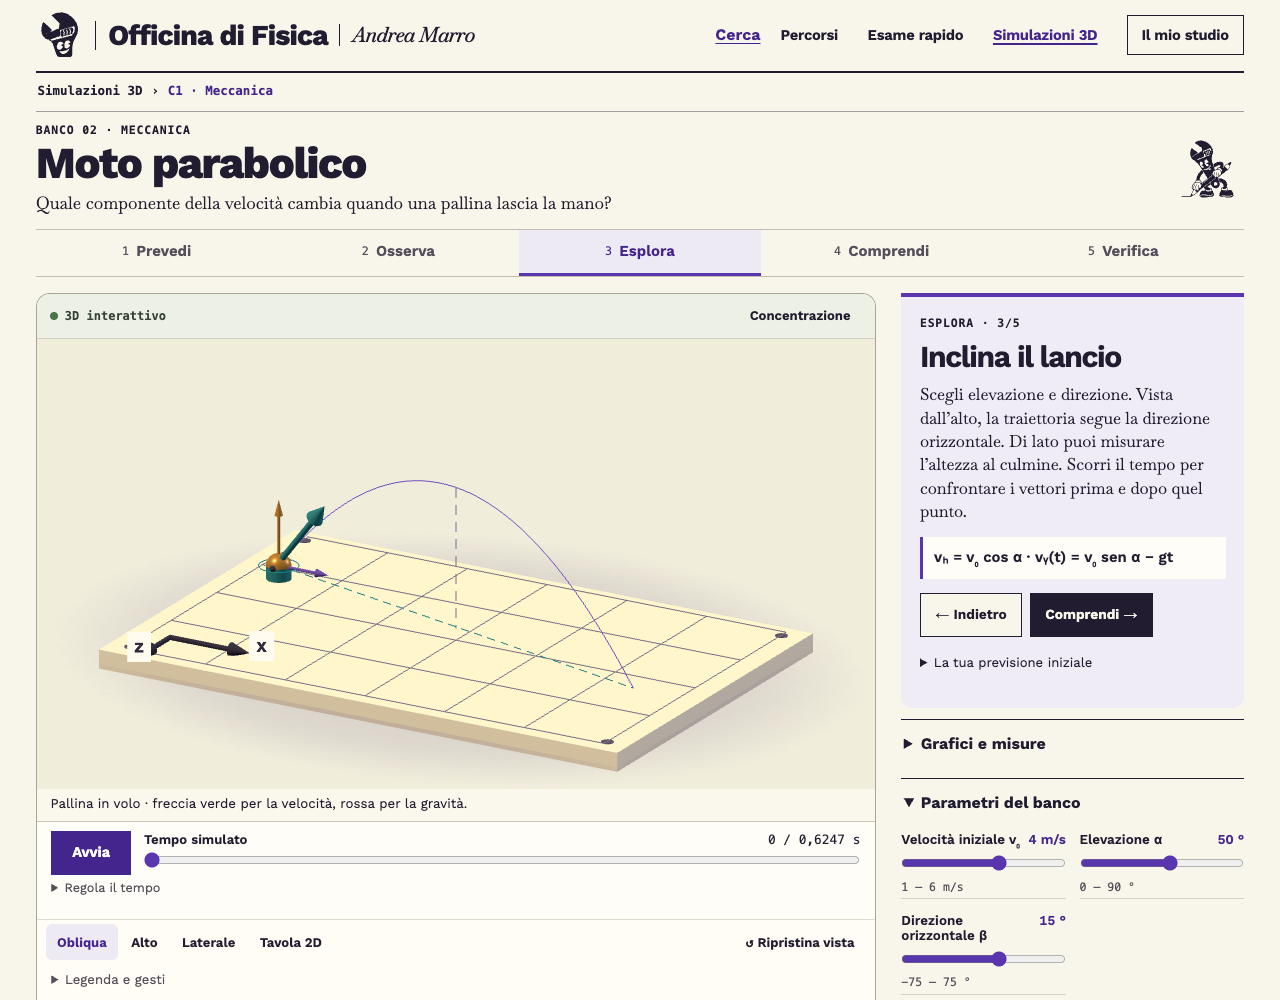 Officina di Fisica
Andrea Marro
Cerca
Percorsi
Esame rapido
Simulazioni 3D
Il mio studio
Simulazioni 3D › C1 · Meccanica
BANCO 02 · MECCANICA
Moto parabolico
Quale componente della velocità cambia quando una pallina lascia la mano?
1 Prevedi
2 Osserva
3 Esplora
4 Comprendi
5 Verifica
3D interattivo
Concentrazione
Z
X
Pallina in volo · freccia verde per la velocità, rossa per la gravità.
Avvia
Tempo simulato
0 / 0,6247 s
▶ Regola il tempo
Obliqua
Alto
Laterale
Tavola 2D
↺ Ripristina vista
▶ Legenda e gesti
ESPLORA · 3/5
Inclina il lancio
Scegli elevazione e direzione. Vista
dall’alto, la traiettoria segue la direzione
orizzontale. Di lato puoi misurare
l’altezza al culmine. Scorri il tempo per
confrontare i vettori prima e dopo quel
punto.
vₕ = v₀ cos α · vᵧ(t) = v₀ sen α − gt
← Indietro
Comprendi →
▶ La tua previsione iniziale
▶ Grafici e misure
▼ Parametri del banco
Velocità iniziale v₀ 4 m/s
1 — 6 m/s
Elevazione α 50 °
0 — 90 °
Direzione
orizzontale β
15 °
−75 — 75 °